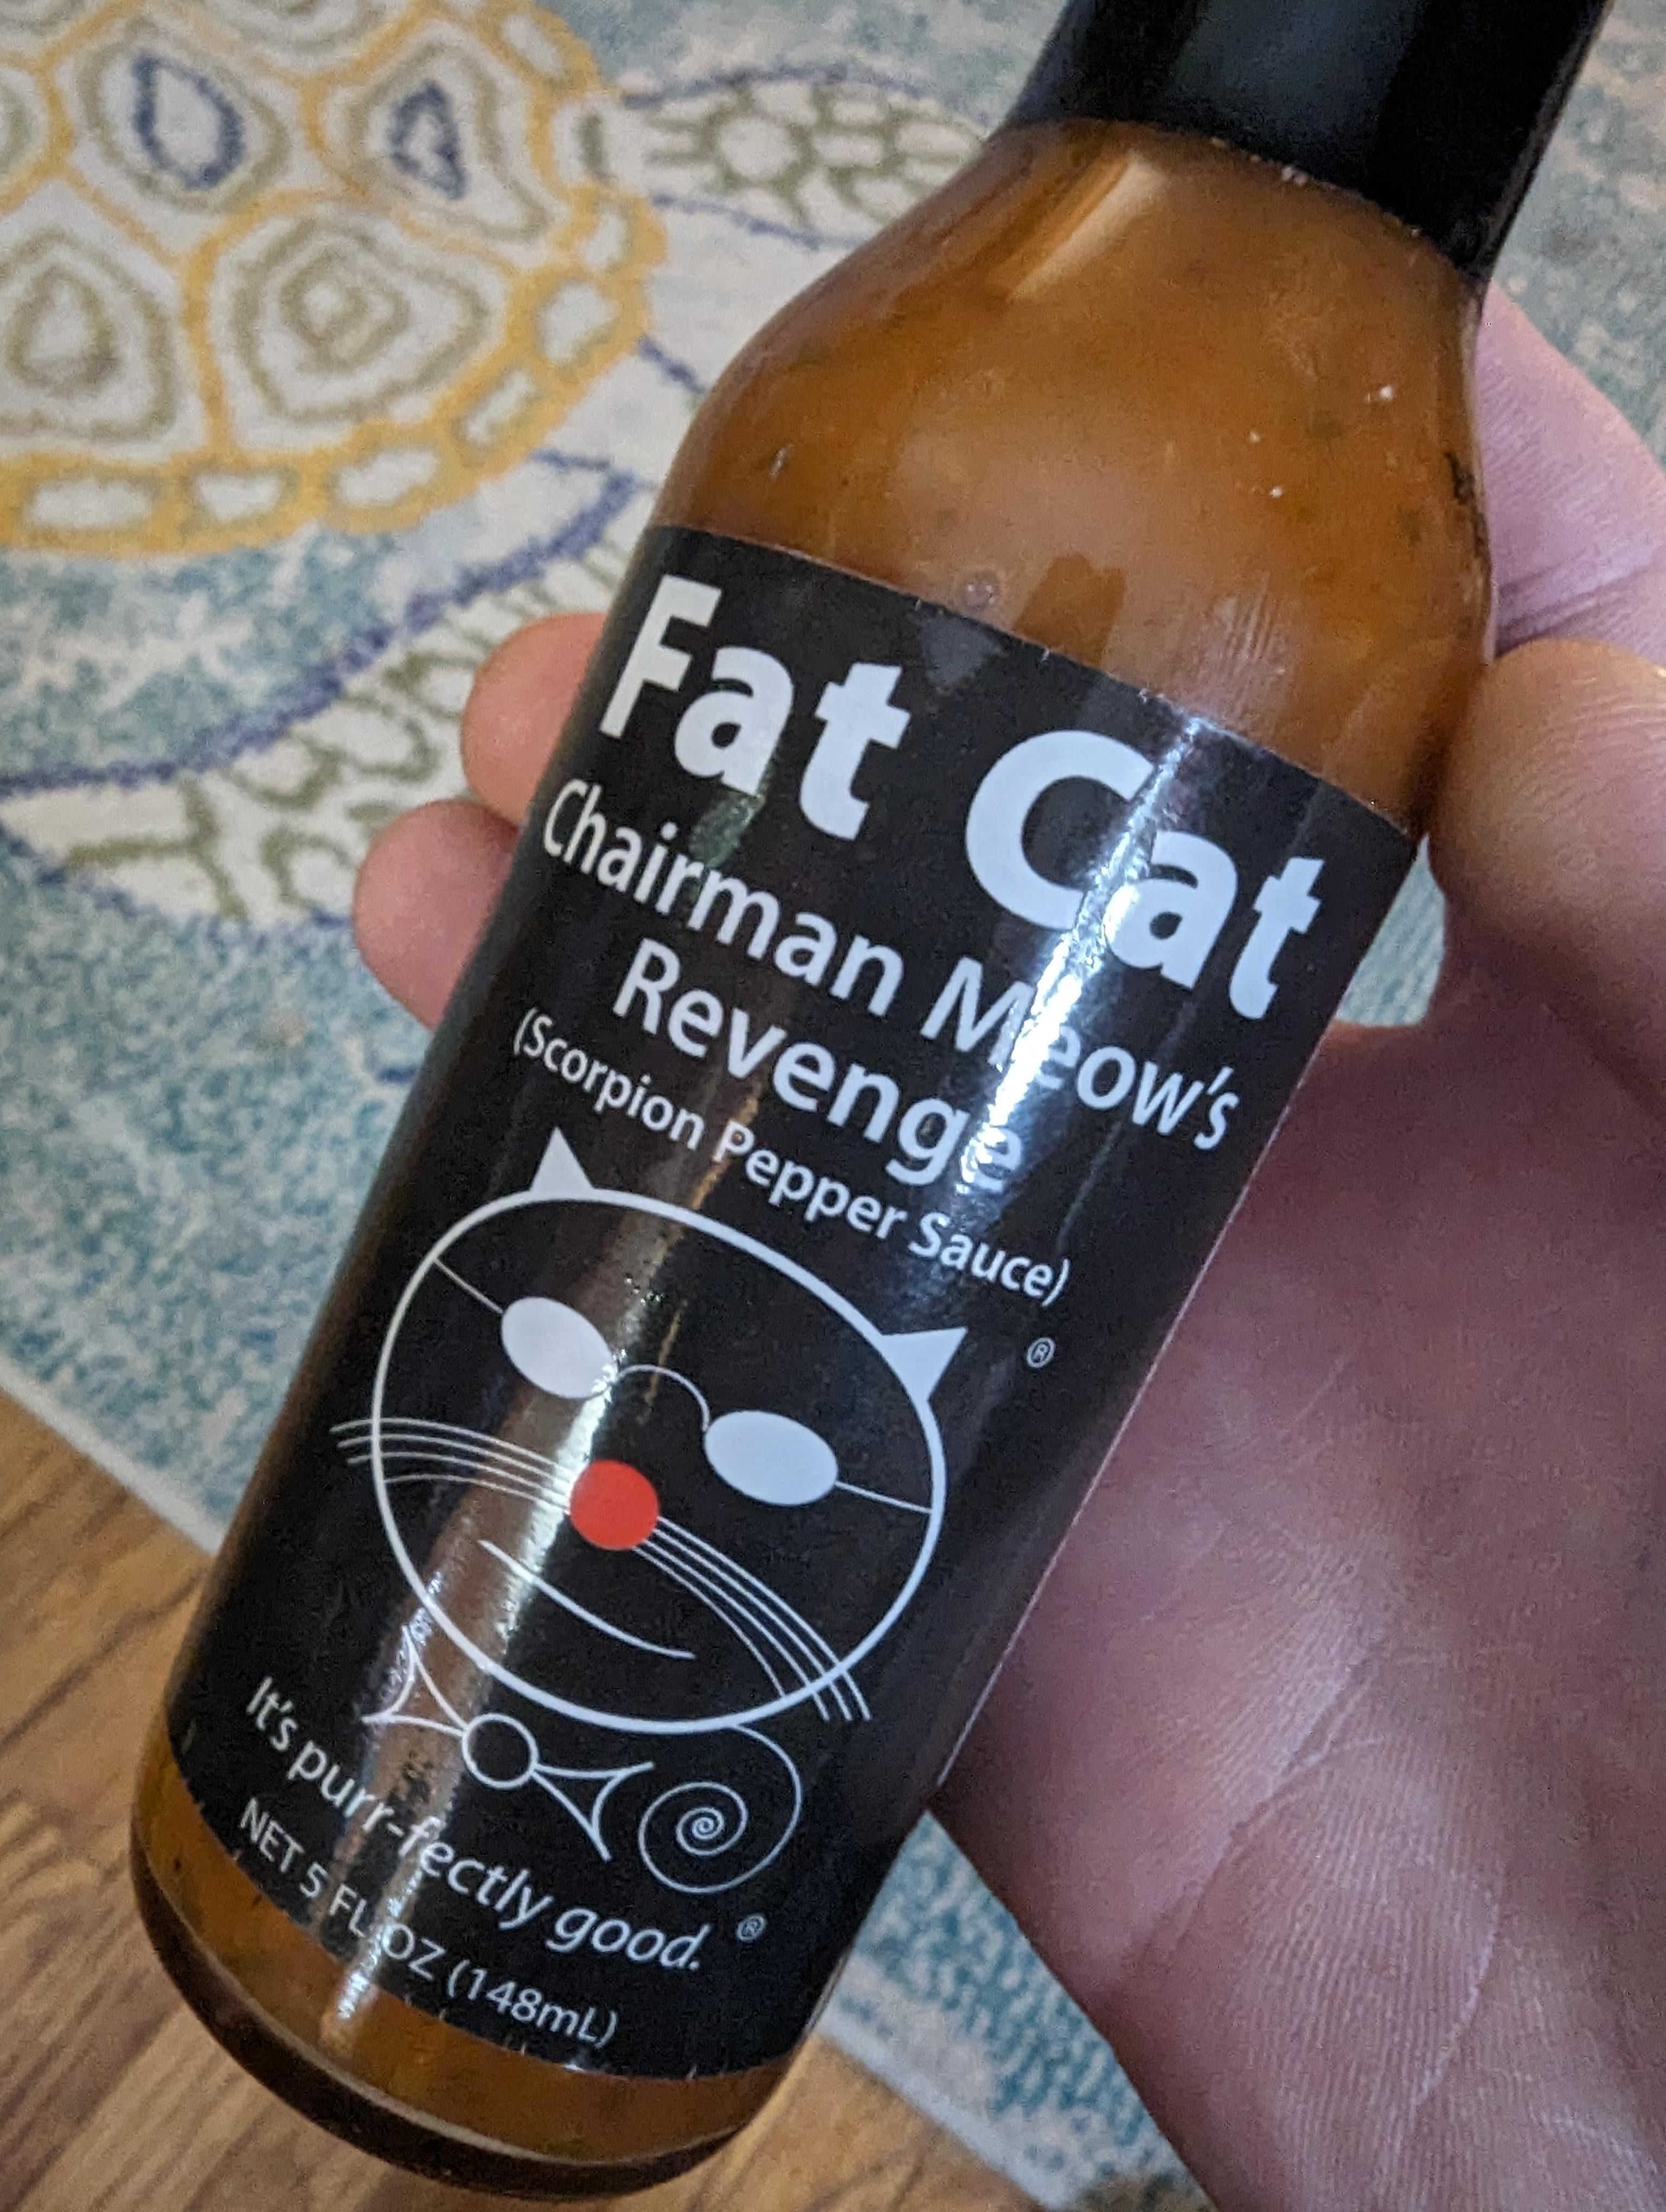 Fat Cat
Chairman Meow's
Revenge
(Scorpion Pepper Sauce)
®
It's purr-fectly good. ®
NET 5 FL OZ (148mL)